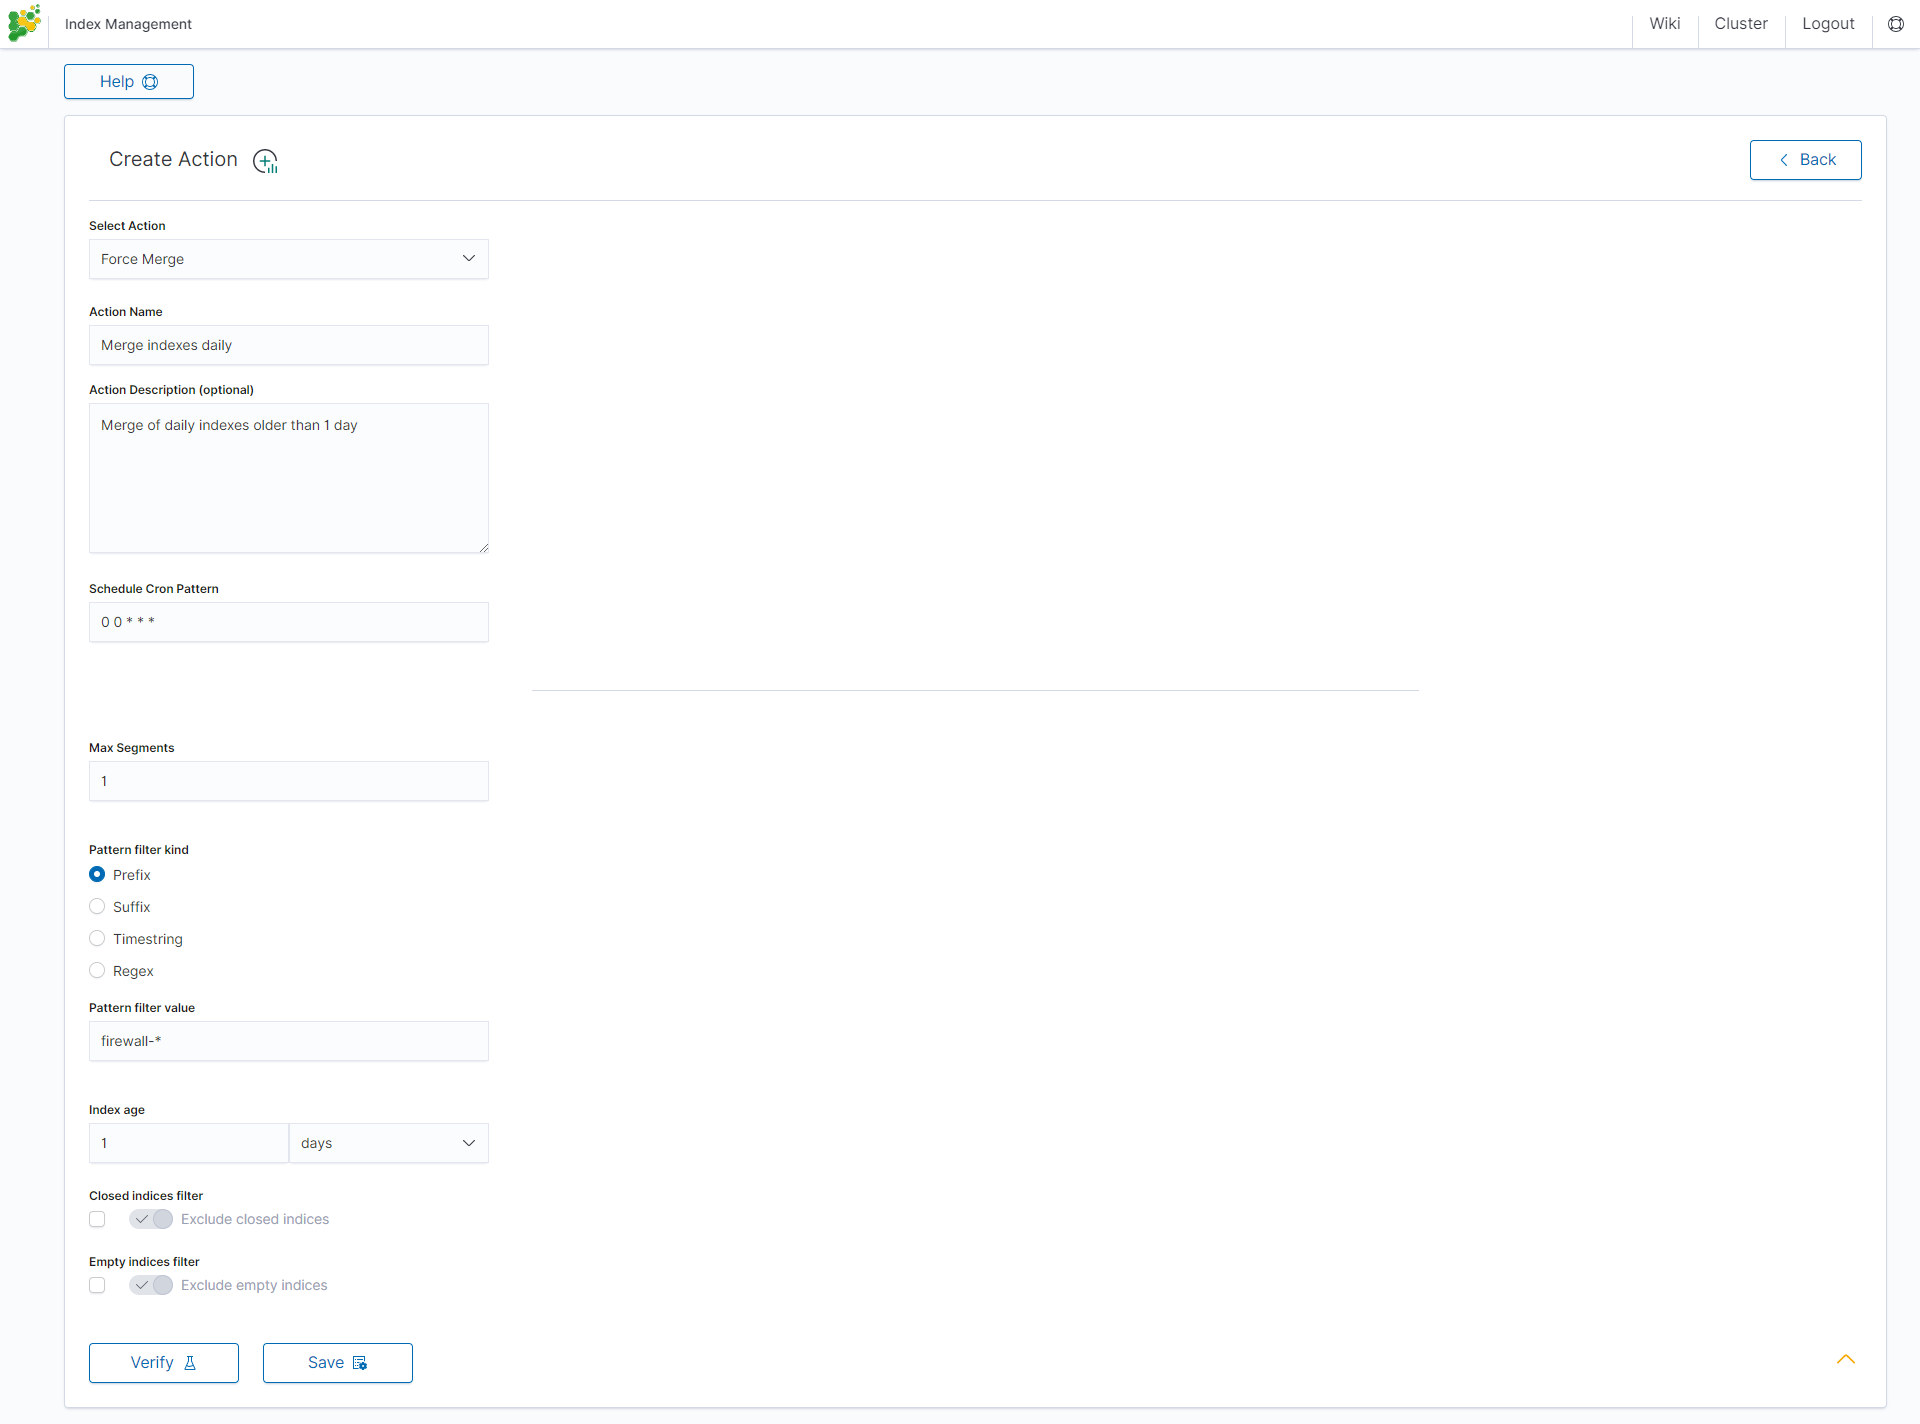 Index Management
Wiki
Cluster
Logout
Help
Create Action
Back
Select Action
Force Merge
Action Name
Merge indexes daily
Action Description (optional)
Merge of daily indexes older than 1 day
Schedule Cron Pattern
0 0 * * *
Max Segments
1
Pattern filter kind
Prefix
Suffix
Timestring
Regex
Pattern filter value
firewall-*
Index age
1 days
Closed indices filter
Exclude closed indices
Empty indices filter
Exclude empty indices
Verify
Save